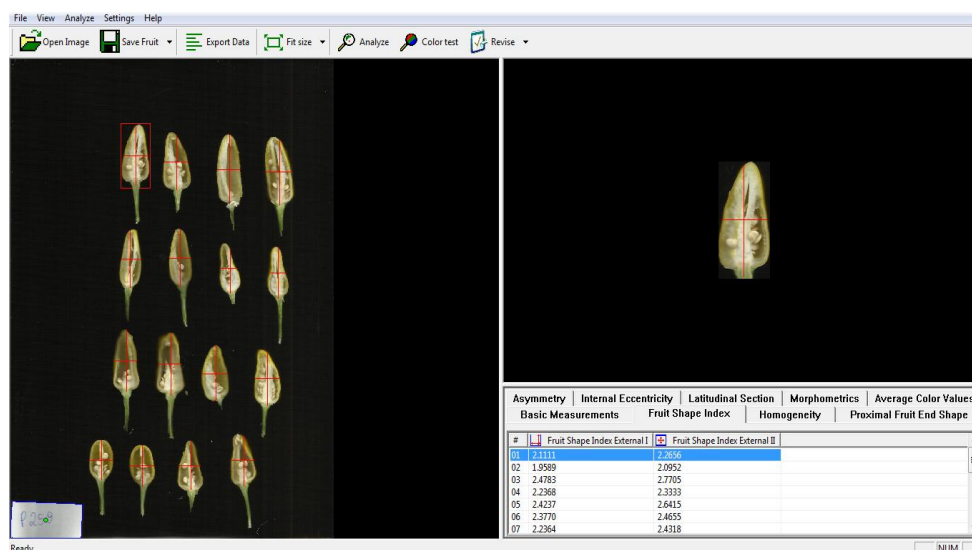 File View Analyze Settings Help
Open Image Save Fruit Export Data Fit size Analyze Color test Revise
Asymmetry Internal Eccentricity Latitudinal Section Morphometrics Average Color Values
Basic Measurements Fruit Shape Index Homogeneity Proximal Fruit End Shape
# Fruit Shape Index External I Fruit Shape Index External II
01 2.1111 2.2656
02 1.9589 2.0952
03 2.4783 2.7705
04 2.2368 2.3333
05 2.4237 2.6415
06 2.3770 2.4655
07 2.2364 2.4318
Ready NUM